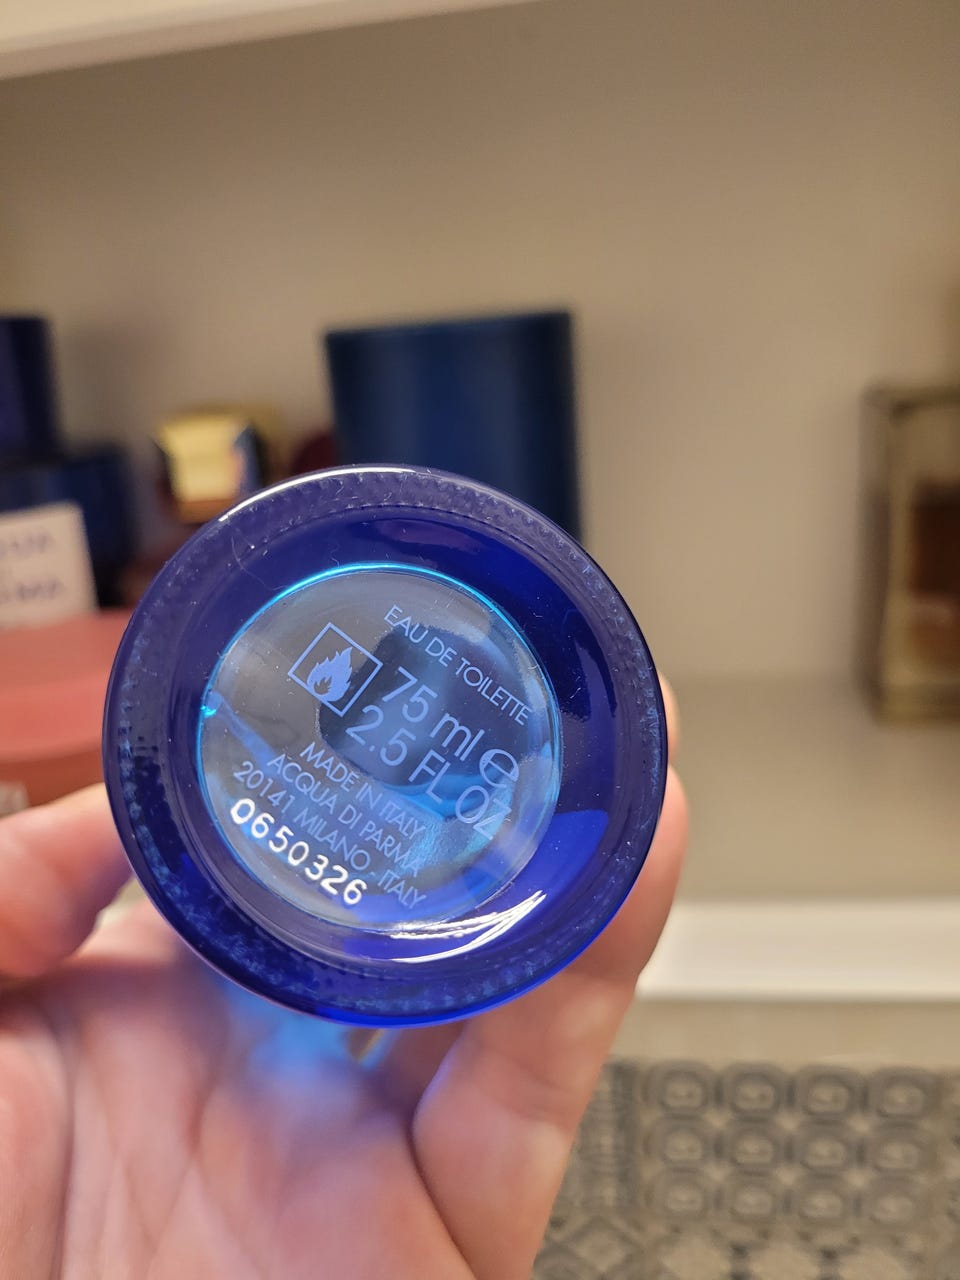 EAU DE TOILETTE
75 ml ℮
2.5 FL OZ
MADE IN ITALY
ACQUA DI PARMA
20141 MILANO - ITALY
0650326